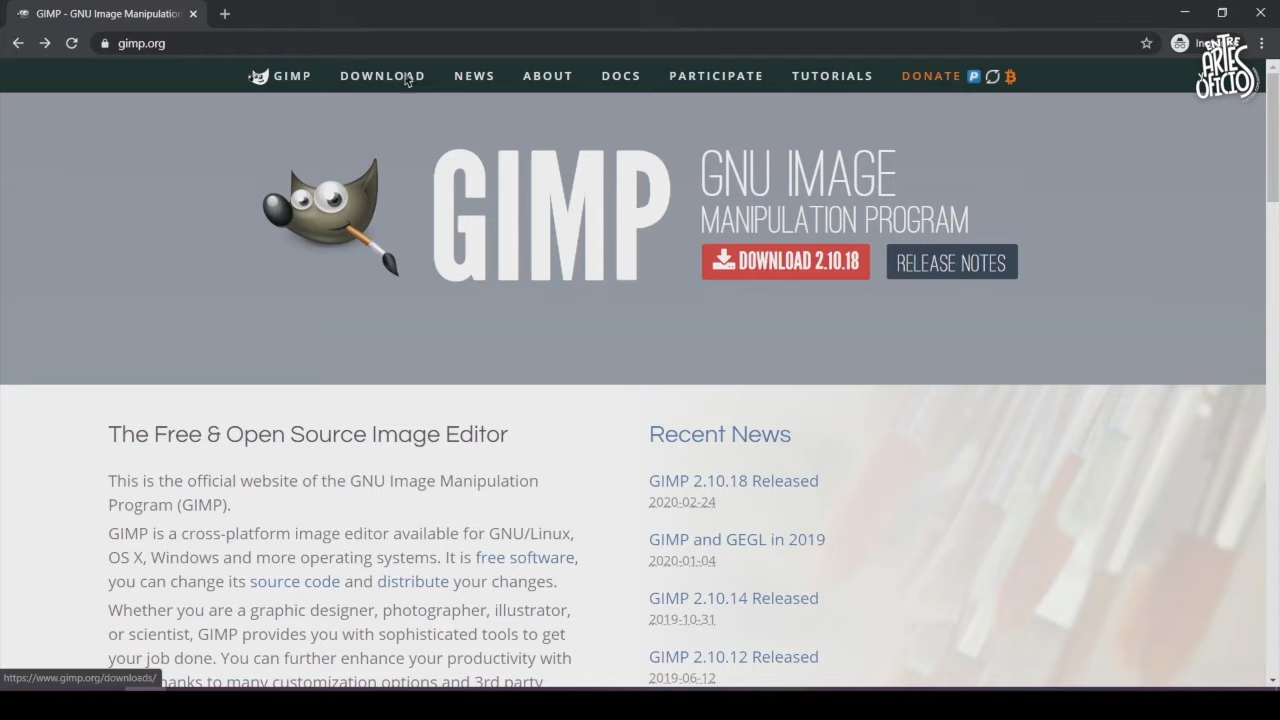 GIMP - GNU Image Manipulation
gimp.org
ENTRE ARTES Y OFICIOS
GIMP DOWNLOAD NEWS ABOUT DOCS PARTICIPATE TUTORIALS DONATE
GIMP
GNU IMAGE
MANIPULATION PROGRAM
DOWNLOAD 2.10.18 RELEASE NOTES
The Free & Open Source Image Editor
This is the official website of the GNU Image Manipulation
Program (GIMP).
GIMP is a cross-platform image editor available for GNU/Linux,
OS X, Windows and more operating systems. It is free software,
you can change its source code and distribute your changes.
Whether you are a graphic designer, photographer, illustrator,
or scientist, GIMP provides you with sophisticated tools to get
your job done. You can further enhance your productivity with
thanks to many customization options and 3rd party
Recent News
GIMP 2.10.18 Released
2020-02-24
GIMP and GEGL in 2019
2020-01-04
GIMP 2.10.14 Released
2019-10-31
GIMP 2.10.12 Released
2019-06-12
https://www.gimp.org/downloads/